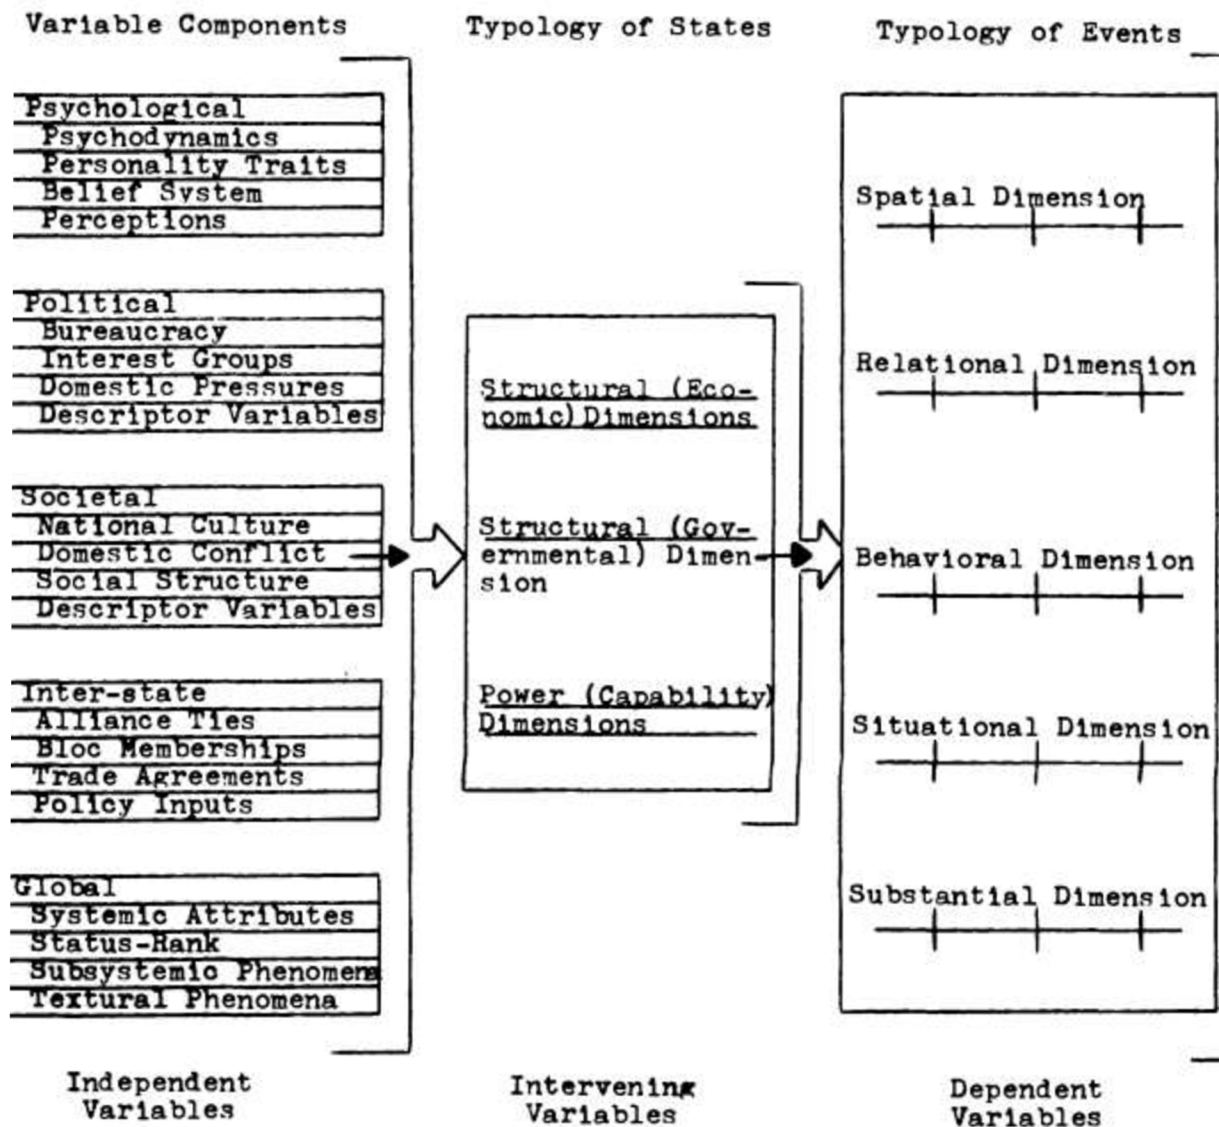 Variable Components
Typology of States
Typology of Events
Psychological
Psychodynamics
Personality Traits
Belief System
Perceptions
Political
Bureaucracy
Interest Groups
Domestic Pressures
Descriptor Variables
Societal
National Culture
Domestic Conflict
Social Structure
Descriptor Variables
Inter-state
Alliance Ties
Bloc Memberships
Trade Agreements
Policy Inputs
Global
Systemic Attributes
Status-Rank
Subsystemic Phenomena
Textural Phenomena
Structural (Eco-
nomic) Dimensions
Structural (Gov-
ernmental) Dimen-
sion
Power (Capability)
Dimensions
Spatial Dimension
Relational Dimension
Behavioral Dimension
Situational Dimension
Substantial Dimension
Independent
Variables
Intervening
Variables
Dependent
Variables